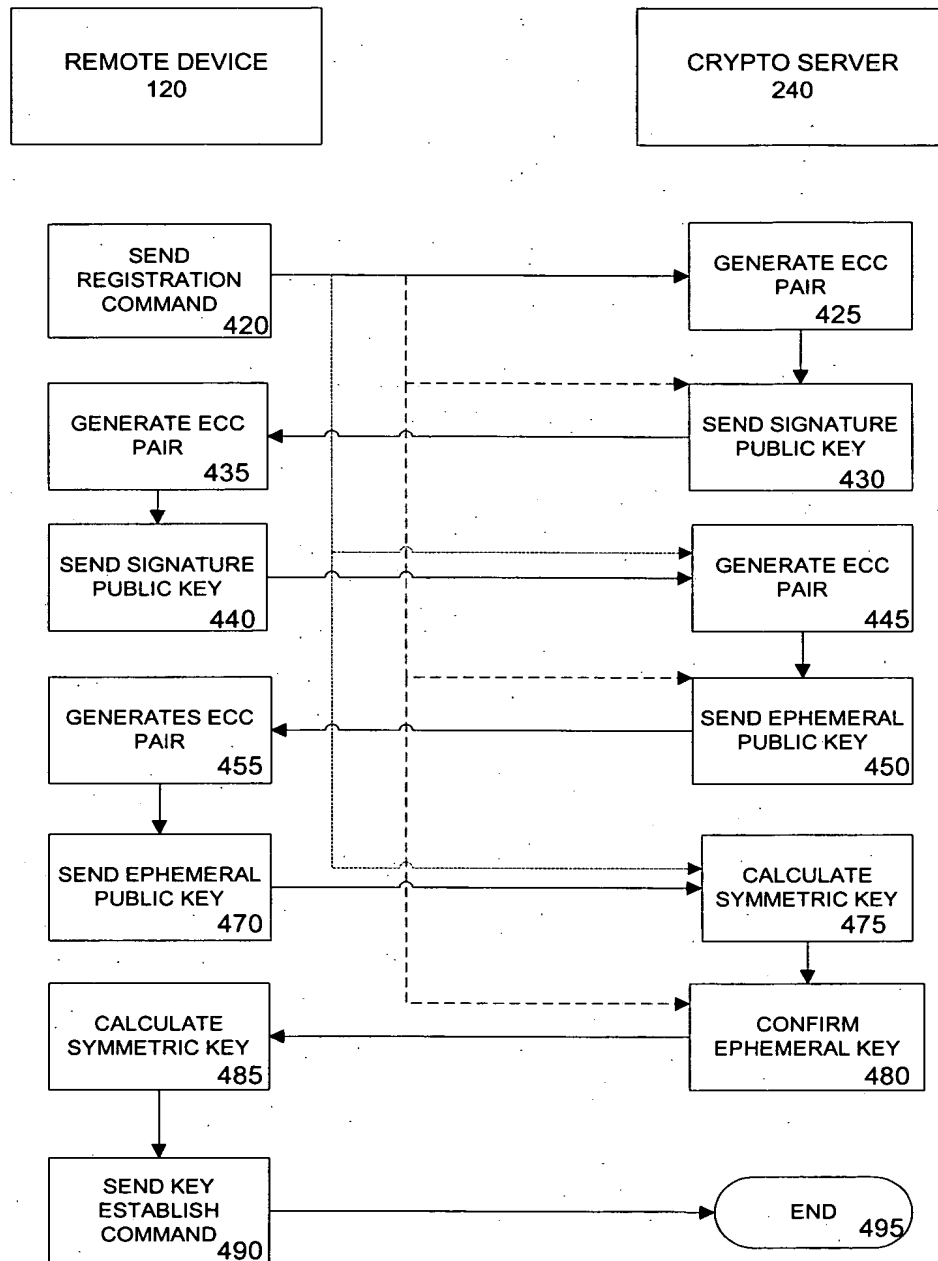 REMOTE DEVICE
120
CRYPTO SERVER
240
SEND
REGISTRATION
COMMAND
420
GENERATE ECC
PAIR
425
SEND SIGNATURE
PUBLIC KEY
430
GENERATE ECC
PAIR
435
SEND SIGNATURE
PUBLIC KEY
440
GENERATE ECC
PAIR
445
SEND EPHEMERAL
PUBLIC KEY
450
GENERATES ECC
PAIR
455
SEND EPHEMERAL
PUBLIC KEY
470
CALCULATE
SYMMETRIC KEY
475
CONFIRM
EPHEMERAL KEY
480
CALCULATE
SYMMETRIC KEY
485
SEND KEY
ESTABLISH
COMMAND
490
END
495